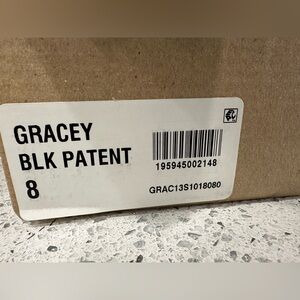 GRACEY
BLK PATENT
8
195945002148
GRAC13S1018080